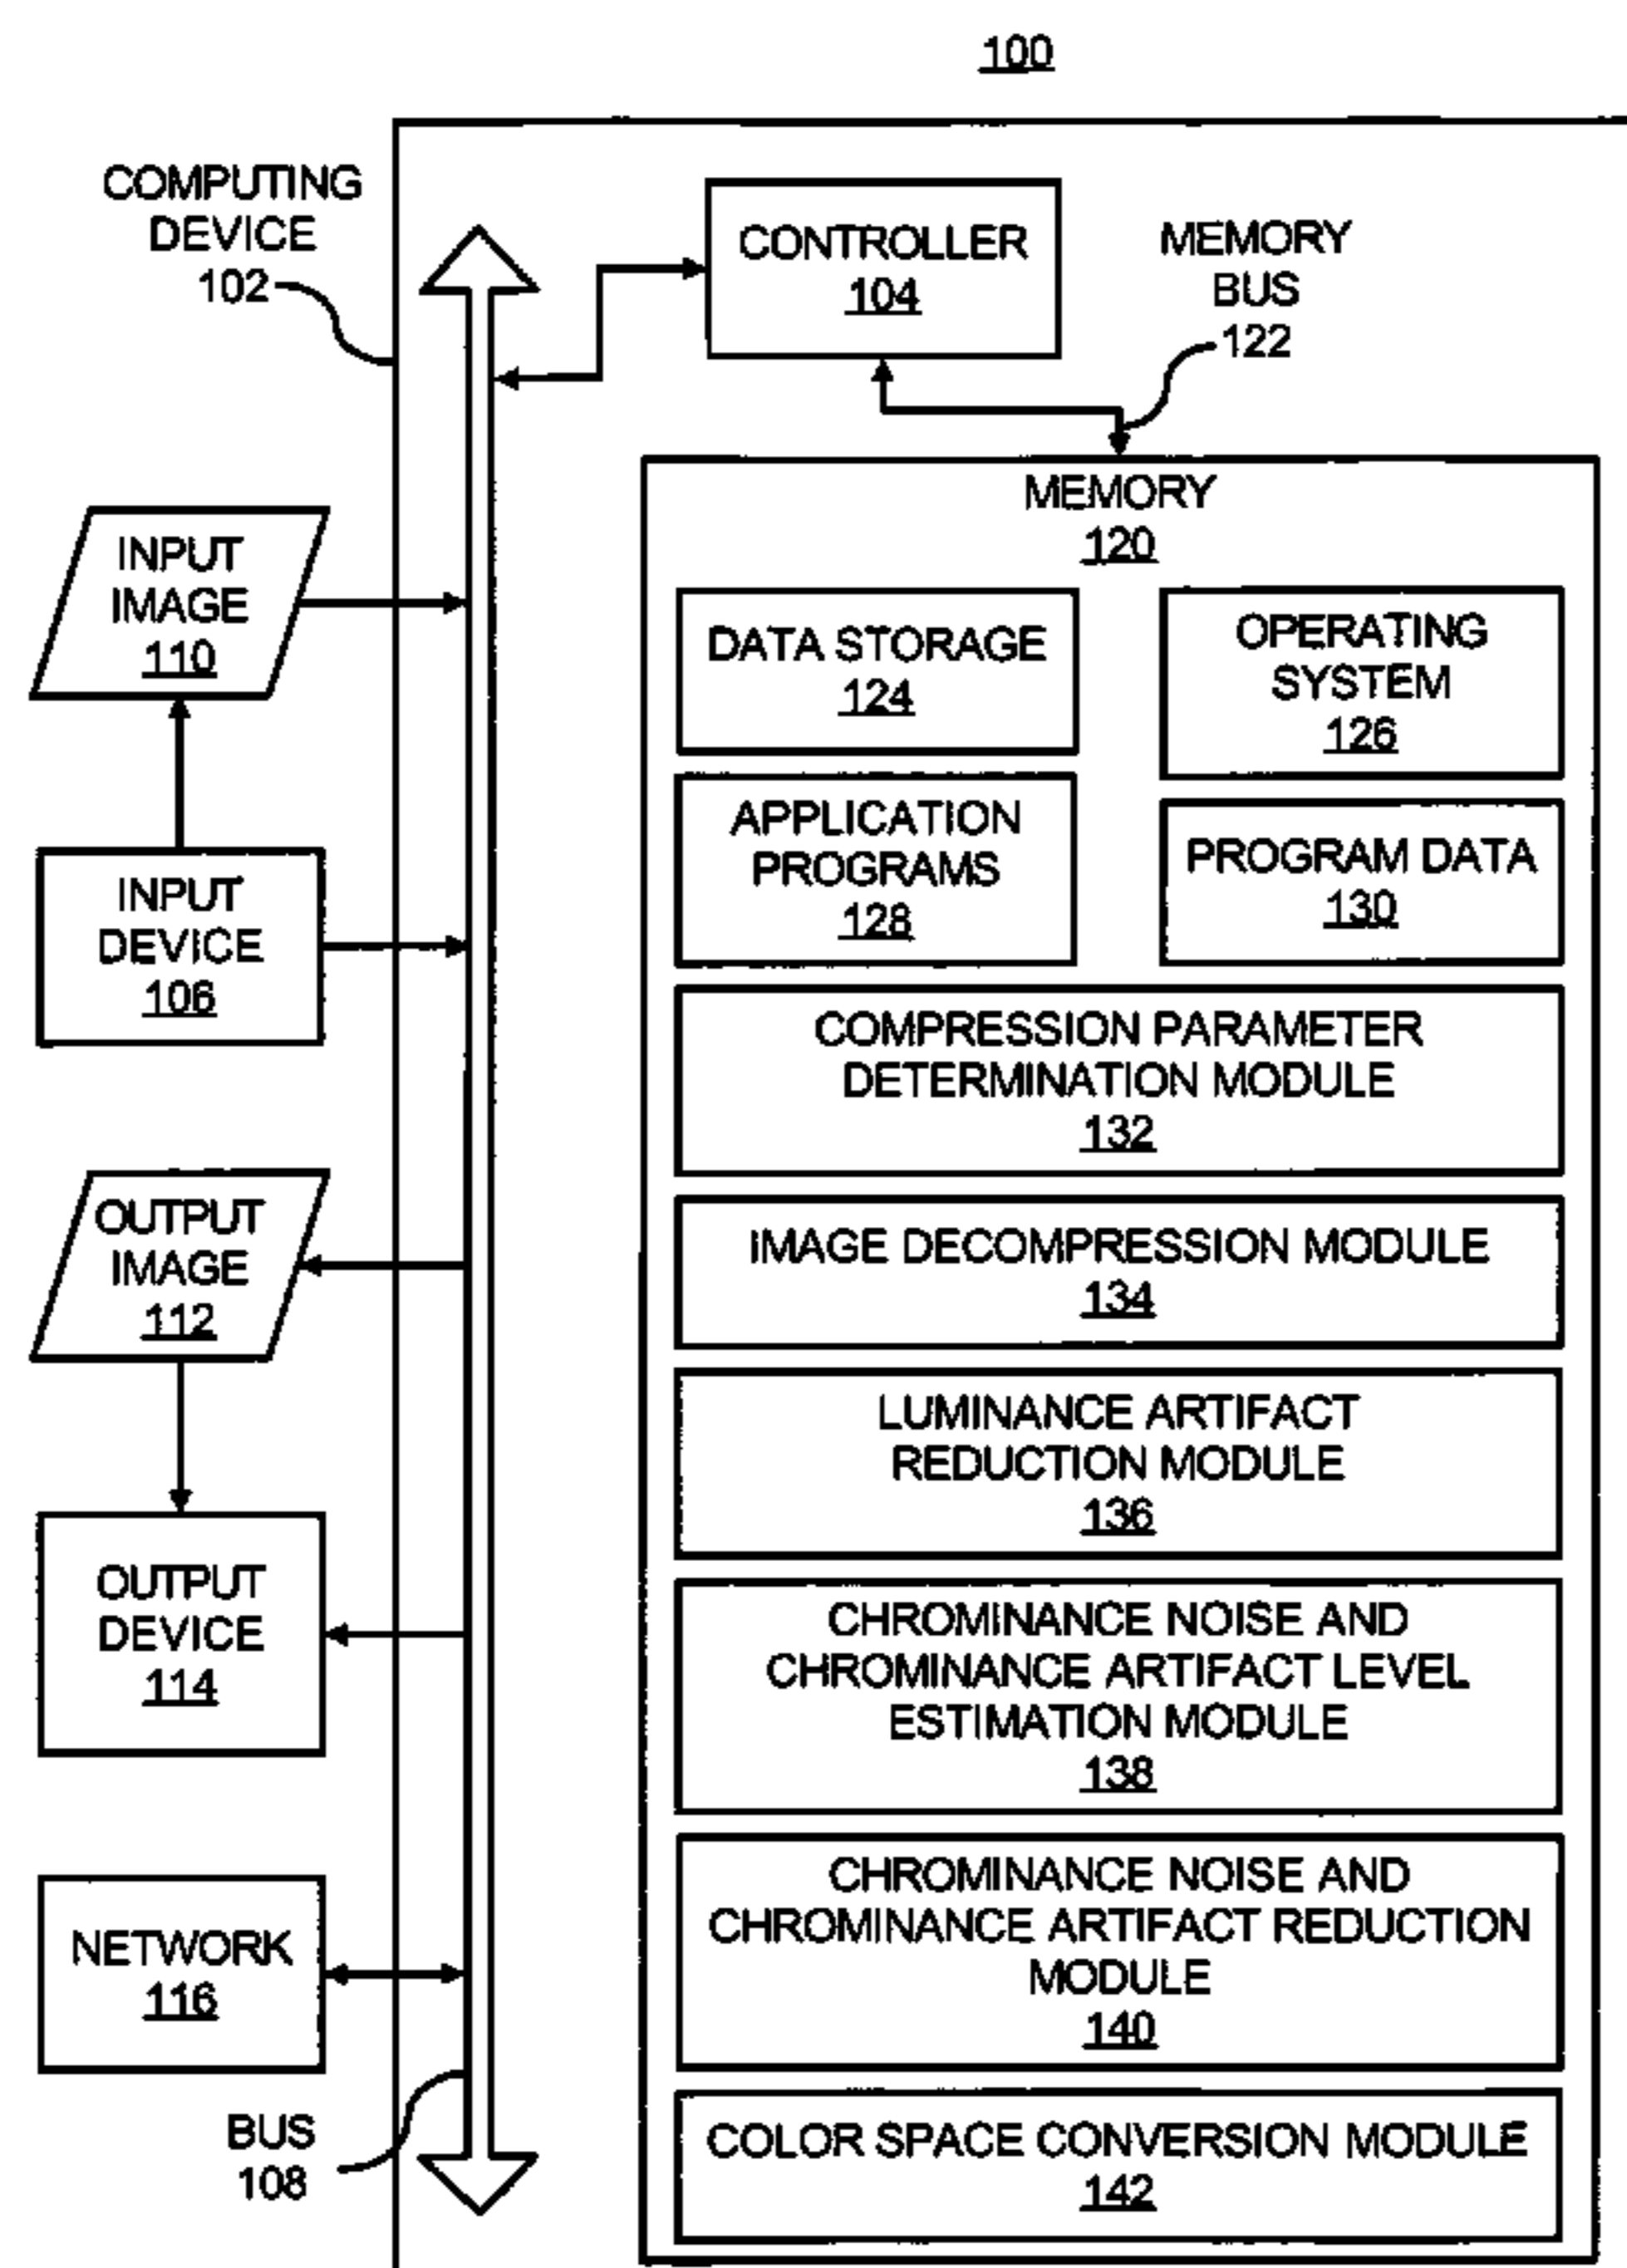 100
COMPUTING
DEVICE
102
CONTROLLER
104
MEMORY
BUS
122
MEMORY
120
INPUT
IMAGE
110
DATA STORAGE
124
OPERATING
SYSTEM
126
APPLICATION
PROGRAMS
128
PROGRAM DATA
130
INPUT
DEVICE
106
COMPRESSION PARAMETER
DETERMINATION MODULE
132
OUTPUT
IMAGE
112
IMAGE DECOMPRESSION MODULE
134
LUMINANCE ARTIFACT
REDUCTION MODULE
136
OUTPUT
DEVICE
114
CHROMINANCE NOISE AND
CHROMINANCE ARTIFACT LEVEL
ESTIMATION MODULE
138
NETWORK
116
CHROMINANCE NOISE AND
CHROMINANCE ARTIFACT REDUCTION
MODULE
140
BUS
108
COLOR SPACE CONVERSION MODULE
142